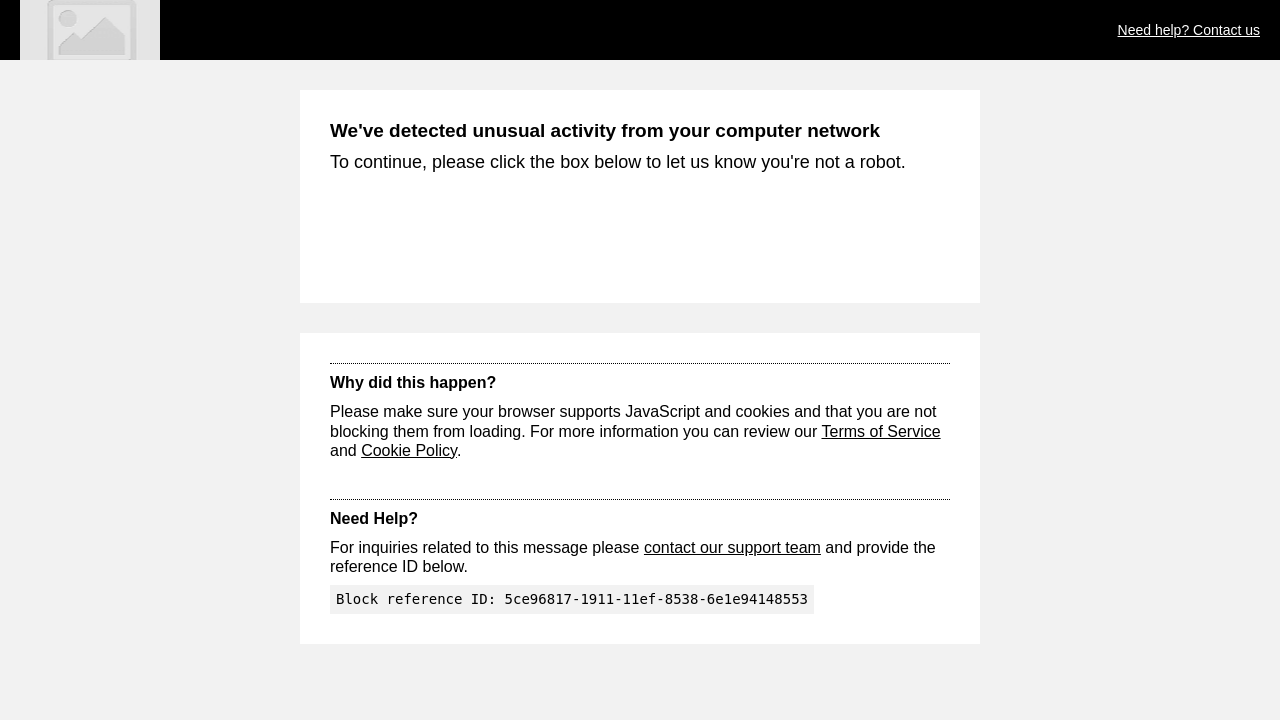 Need help? Contact us
We've detected unusual activity from your computer network
To continue, please click the box below to let us know you're not a robot.
Why did this happen?
Please make sure your browser supports JavaScript and cookies and that you are not
blocking them from loading. For more information you can review our Terms of Service
and Cookie Policy.
Need Help?
For inquiries related to this message please contact our support team and provide the
reference ID below.
Block reference ID: 5ce96817-1911-11ef-8538-6e1e94148553